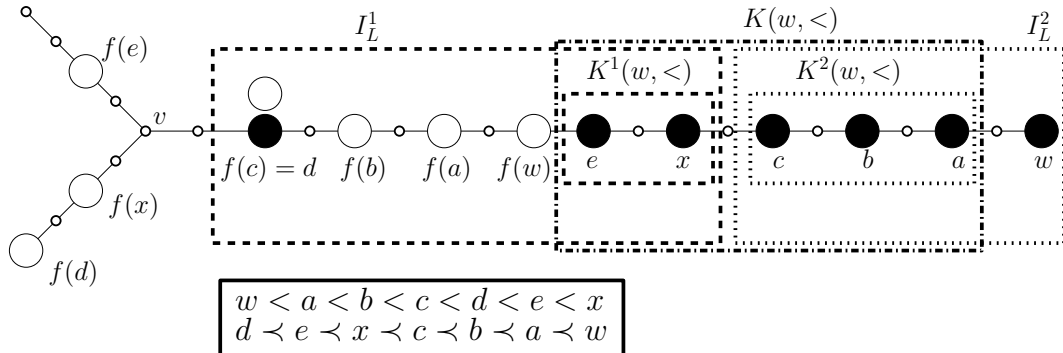 I_L^1
K(w, <)
I_L^2
f(e)
K^1(w, <)
K^2(w, <)
v
f(c) = d
f(b)
f(a)
f(w)
e
x
c
b
a
w
f(x)
f(d)
w < a < b < c < d < e < x
d ≺ e ≺ x ≺ c ≺ b ≺ a ≺ w